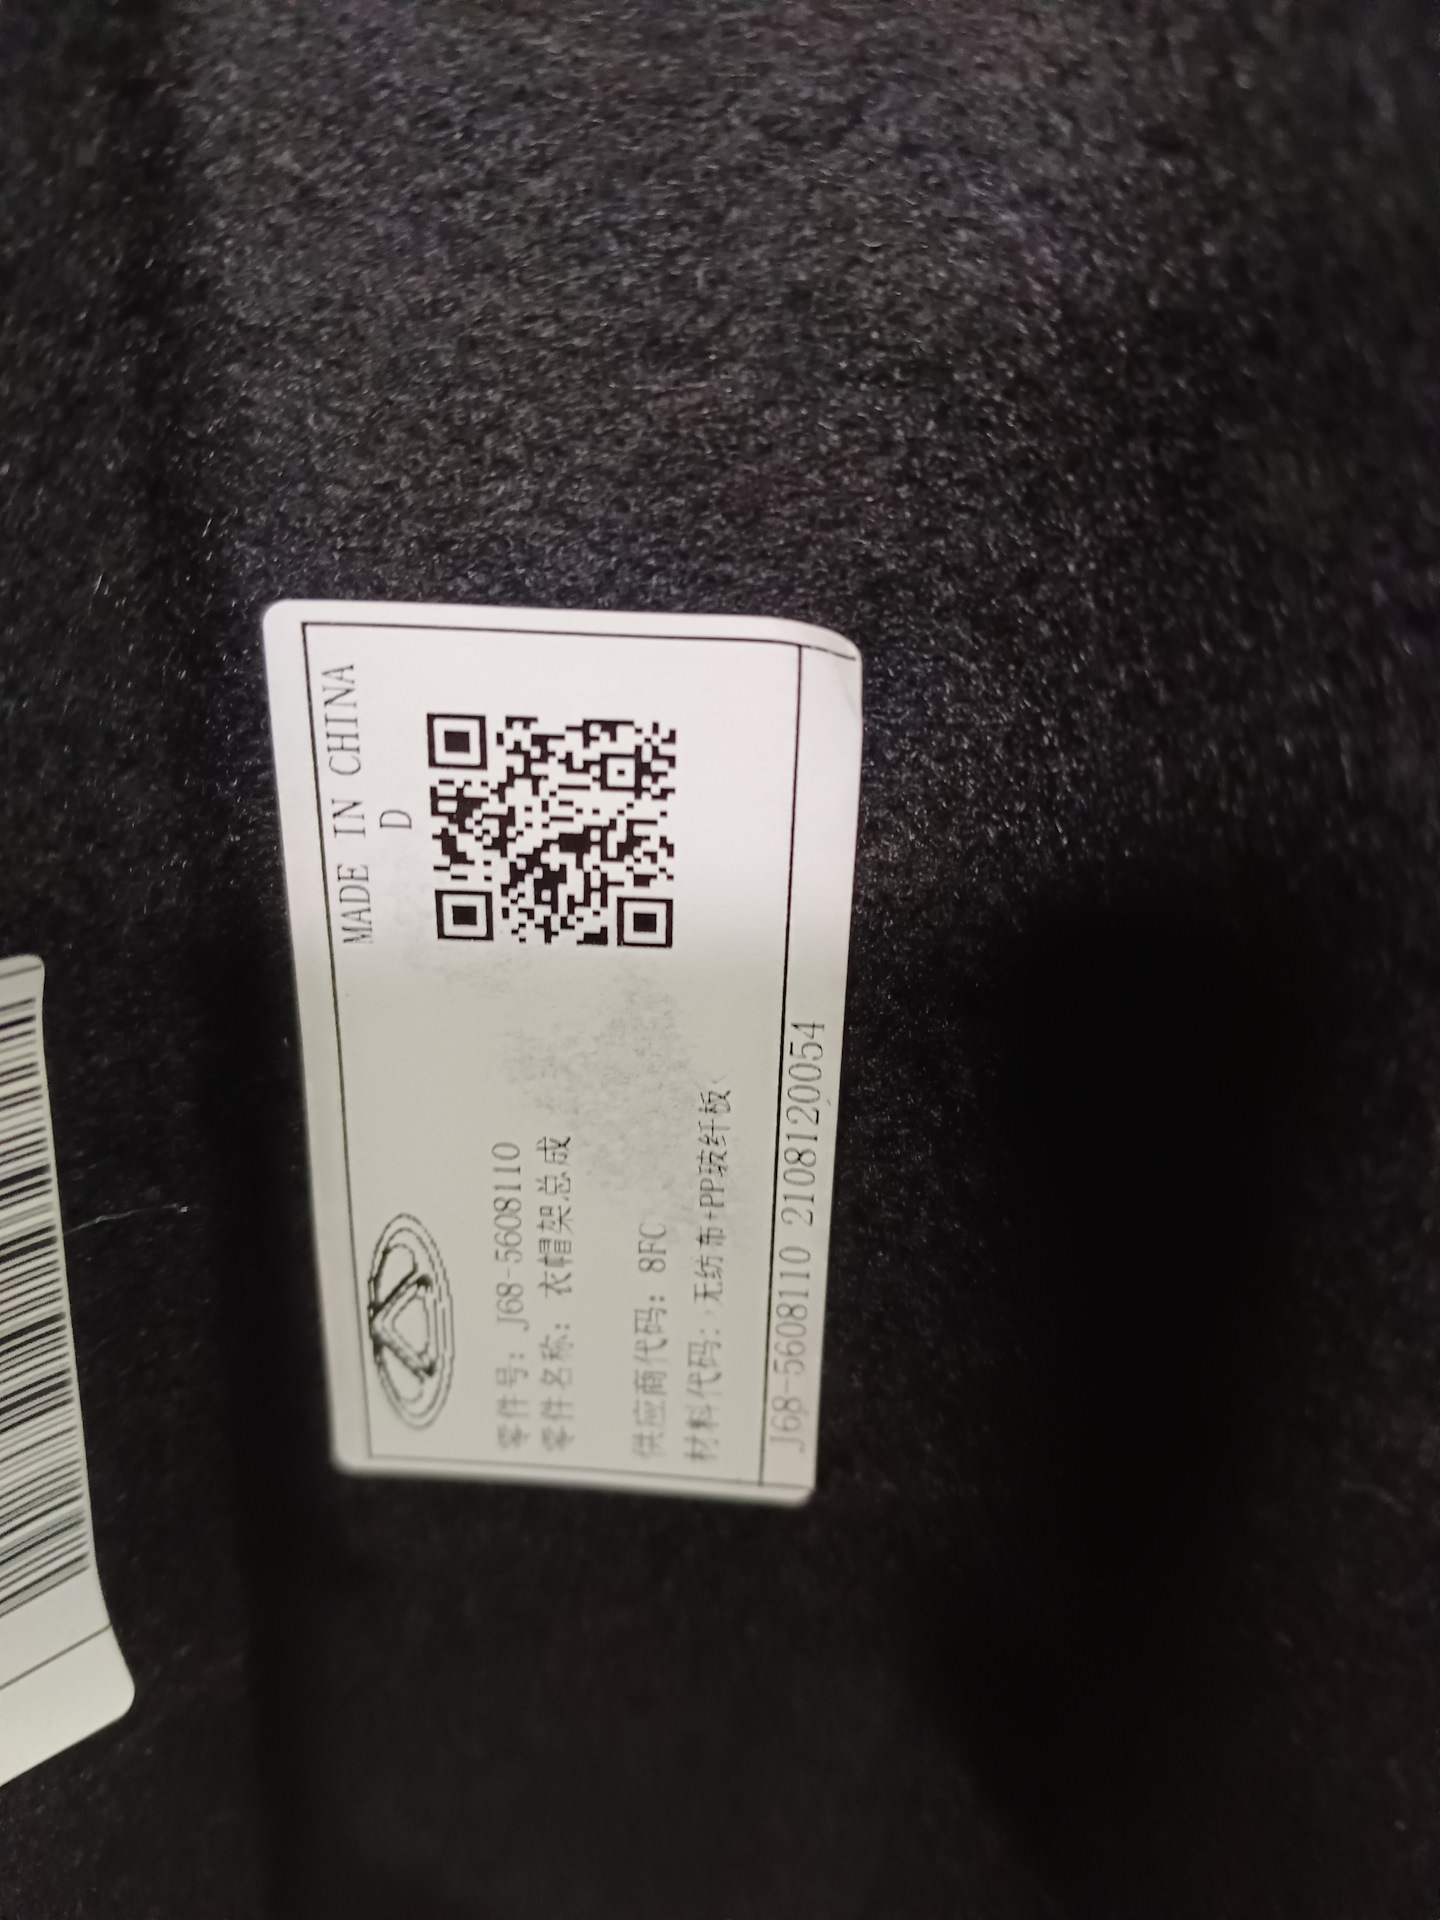 MADE IN CHINA
D
零件号: J68-5608110
零件名称: 衣帽架总成
供应商代码: 8FC
材料代码: >无纺布+PP玻纤板<
J68-5608110 2108120054